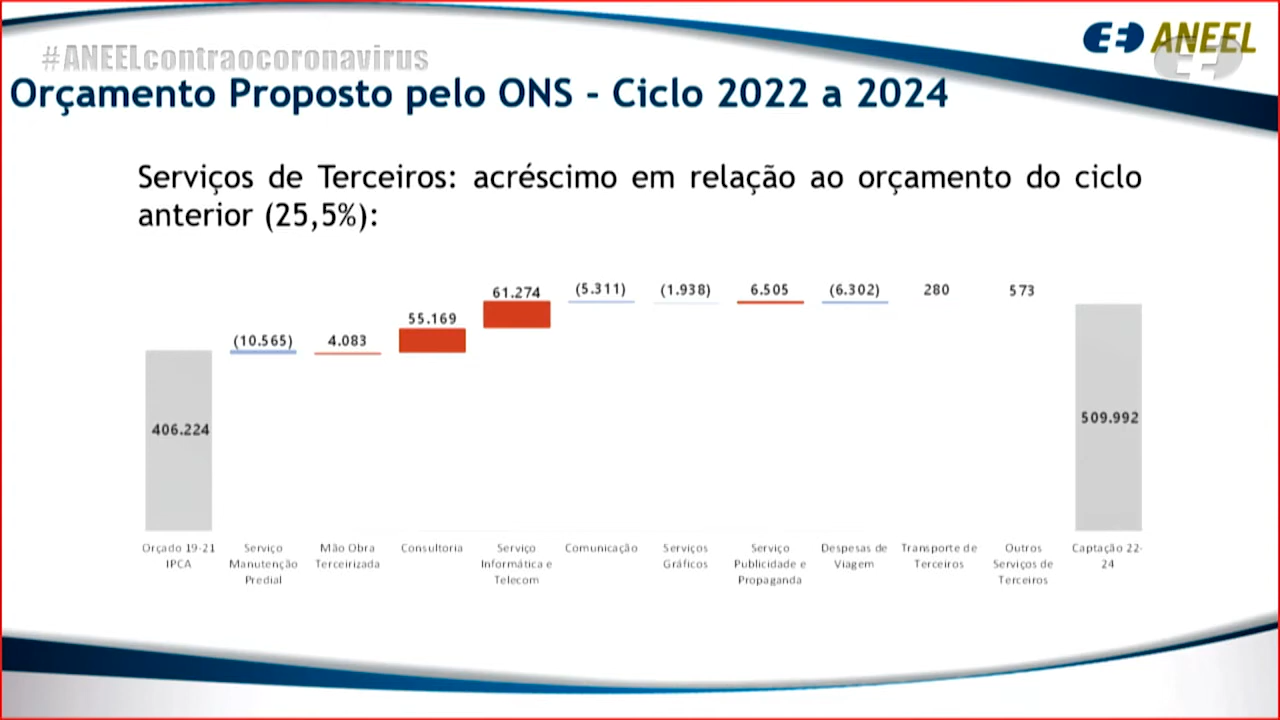 #ANEELcontraocoronavirus
ANEEL
Orçamento Proposto pelo ONS - Ciclo 2022 a 2024
Serviços de Terceiros: acréscimo em relação ao orçamento do ciclo
anterior (25,5%):
406.224
(10.565)
4.083
55.169
61.274
(5.311)
(1.938)
6.505
(6.302)
280
573
509.992
Orçado 19-21
IPCA
Serviço
Manutenção
Predial
Mão Obra
Terceirizada
Consultoria
Serviço
Informática e
Telecom
Comunicação
Serviços
Gráficos
Serviço
Publicidade e
Propaganda
Despesas de
Viagem
Transporte de
Terceiros
Outros
Serviços de
Terceiros
Captação 22-
24